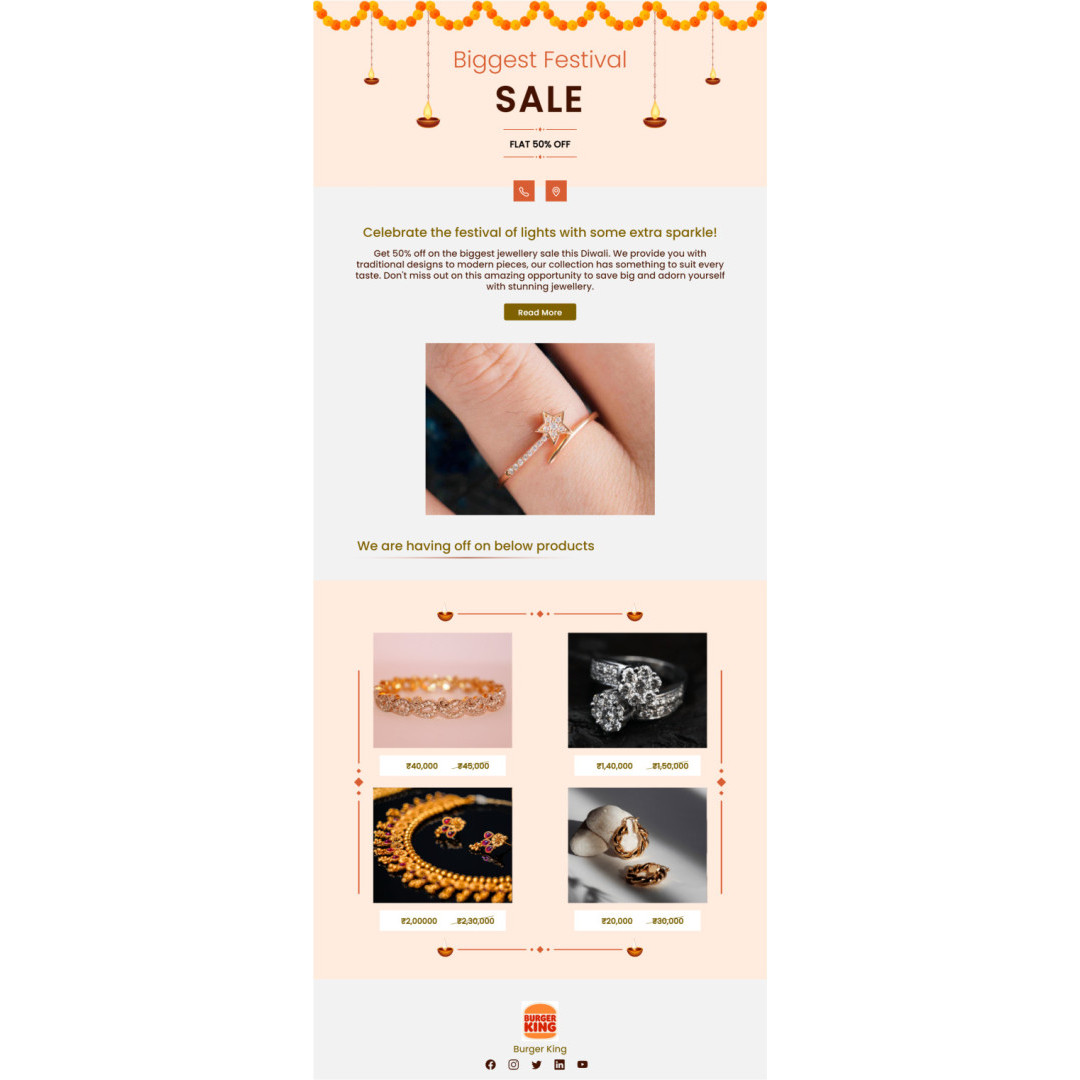 Biggest Festival
SALE
FLAT 50% OFF
Celebrate the festival of lights with some extra sparkle!
Get 50% off on the biggest jewellery sale this Diwali. We provide you with
traditional designs to modern pieces, our collection has something to suit every
taste. Don't miss out on this amazing opportunity to save big and adorn yourself
with stunning jewellery.
Read More
We are having off on below products
₹40,000 ...₹45,000
₹1,40,000 ...₹1,50,000
₹2,00000 ...₹2,30,000
₹20,000 ...₹30,000
BURGER
KING
Burger King